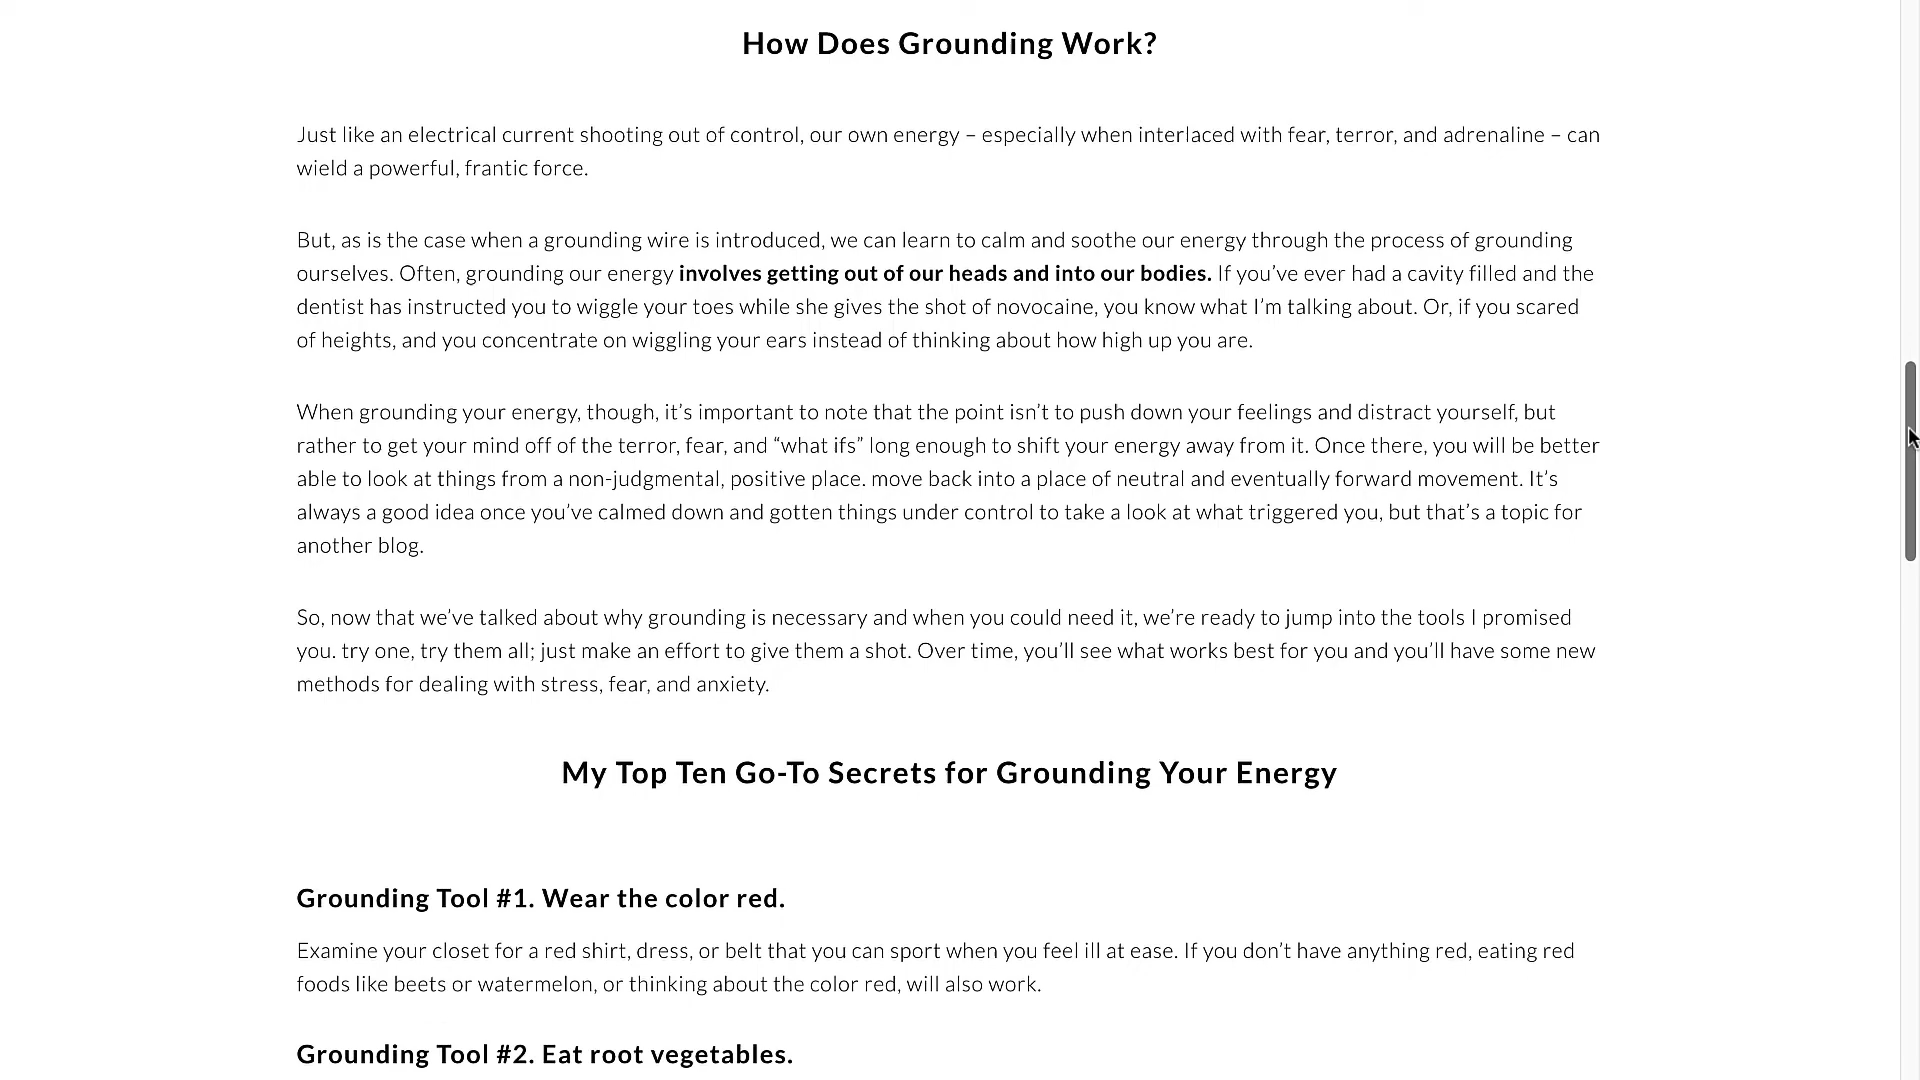 How Does Grounding Work?
Just like an electrical current shooting out of control, our own energy – especially when interlaced with fear, terror, and adrenaline – can
wield a powerful, frantic force.
But, as is the case when a grounding wire is introduced, we can learn to calm and soothe our energy through the process of grounding
ourselves. Often, grounding our energy involves getting out of our heads and into our bodies. If you’ve ever had a cavity filled and the
dentist has instructed you to wiggle your toes while she gives the shot of novocaine, you know what I’m talking about. Or, if you scared
of heights, and you concentrate on wiggling your ears instead of thinking about how high up you are.
When grounding your energy, though, it’s important to note that the point isn’t to push down your feelings and distract yourself, but
rather to get your mind off of the terror, fear, and “what ifs” long enough to shift your energy away from it. Once there, you will be better
able to look at things from a non-judgmental, positive place. move back into a place of neutral and eventually forward movement. It’s
always a good idea once you’ve calmed down and gotten things under control to take a look at what triggered you, but that’s a topic for
another blog.
So, now that we’ve talked about why grounding is necessary and when you could need it, we’re ready to jump into the tools I promised
you. try one, try them all; just make an effort to give them a shot. Over time, you’ll see what works best for you and you’ll have some new
methods for dealing with stress, fear, and anxiety.
My Top Ten Go-To Secrets for Grounding Your Energy
Grounding Tool #1. Wear the color red.
Examine your closet for a red shirt, dress, or belt that you can sport when you feel ill at ease. If you don’t have anything red, eating red
foods like beets or watermelon, or thinking about the color red, will also work.
Grounding Tool #2. Eat root vegetables.